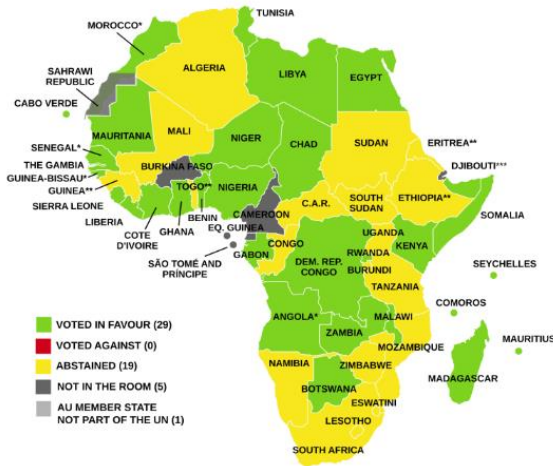 TUNISIA
MOROCCO*
ALGERIA
LIBYA
EGYPT
SAHRAWI
REPUBLIC
CABO VERDE
MAURITANIA
MALI
NIGER
CHAD
SUDAN
ERITREA**
SENEGAL*
THE GAMBIA
GUINEA-BISSAU*
GUINEA**
SIERRA LEONE
LIBERIA
BURKINA FASO
TOGO**
NIGERIA
DJIBOUTI***
ETHIOPIA**
COTE
D'IVOIRE
GHANA
BENIN
CAMEROON
C.A.R.
SOUTH
SUDAN
SOMALIA
EQ. GUINEA
SÃO TOMÉ AND
PRÍNCIPE
GABON
CONGO
DEM. REP.
CONGO
UGANDA
RWANDA
BURUNDI
KENYA
TANZANIA
SEYCHELLES
COMOROS
ANGOLA*
ZAMBIA
MALAWI
MOZAMBIQUE
MAURITIUS
MADAGASCAR
NAMIBIA
ZIMBABWE
BOTSWANA
ESWATINI
LESOTHO
SOUTH AFRICA
VOTED IN FAVOUR (29)
VOTED AGAINST (0)
ABSTAINED (19)
NOT IN THE ROOM (5)
AU MEMBER STATE
NOT PART OF THE UN (1)